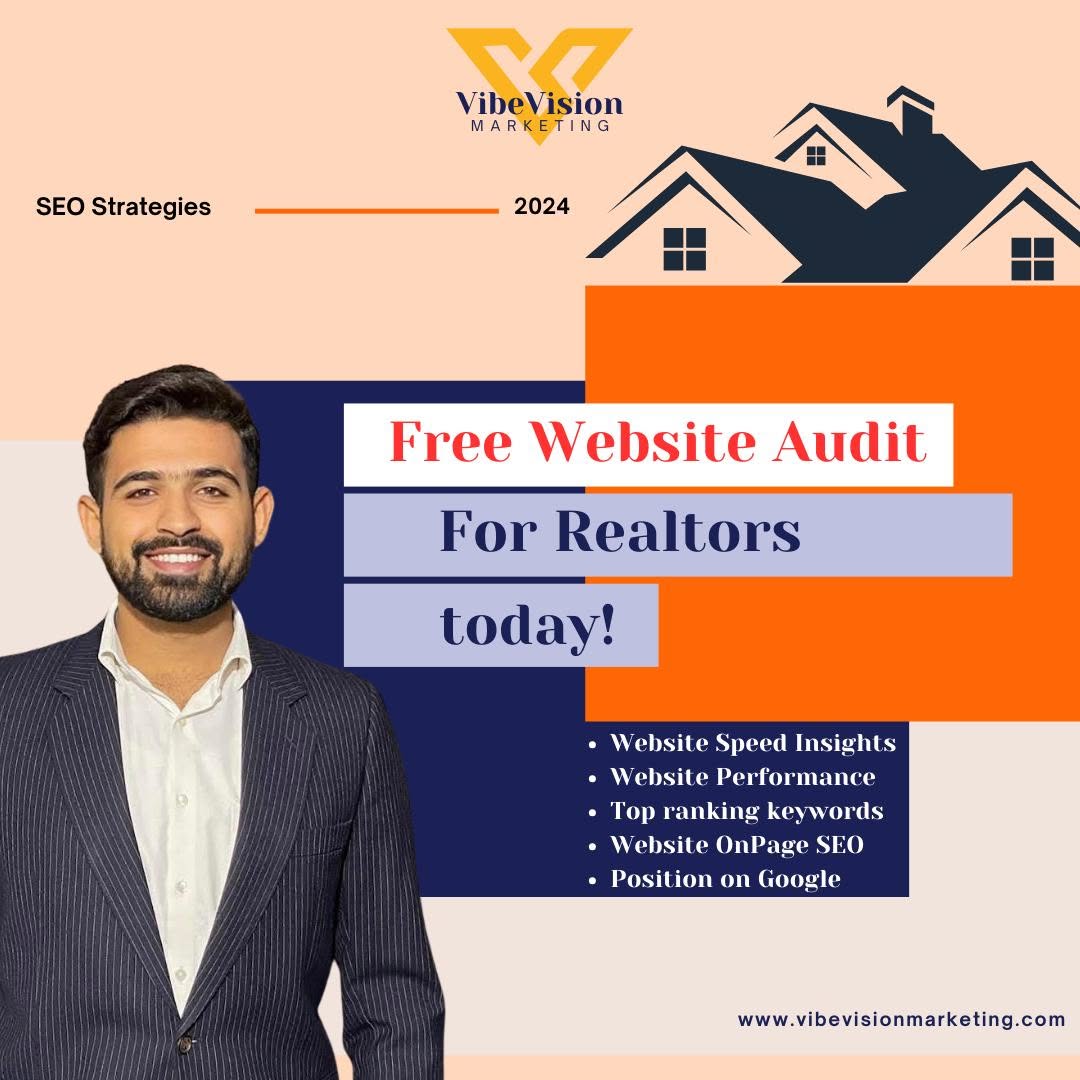 VibeVision
MARKETING
SEO Strategies
2024
Free Website Audit
For Realtors
today!
• Website Speed Insights
• Website Performance
• Top ranking keywords
• Website OnPage SEO
• Position on Google
www.vibevisionmarketing.com